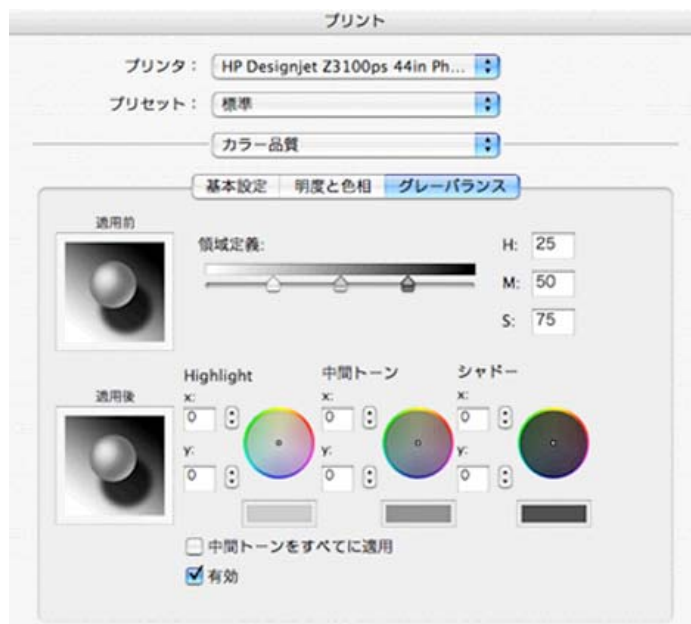 プリント
プリンタ： HP Designjet Z3100ps 44in Ph...
プリセット： 標準
カラー品質
基本設定 明度と色相 グレーバランス
適用前
領域定義:
H: 25
M: 50
S: 75
適用後
Highlight 中間トーン シャドー
x: x: x:
0 0 0
y: y: y:
0 0 0
中間トーンをすべてに適用
有効